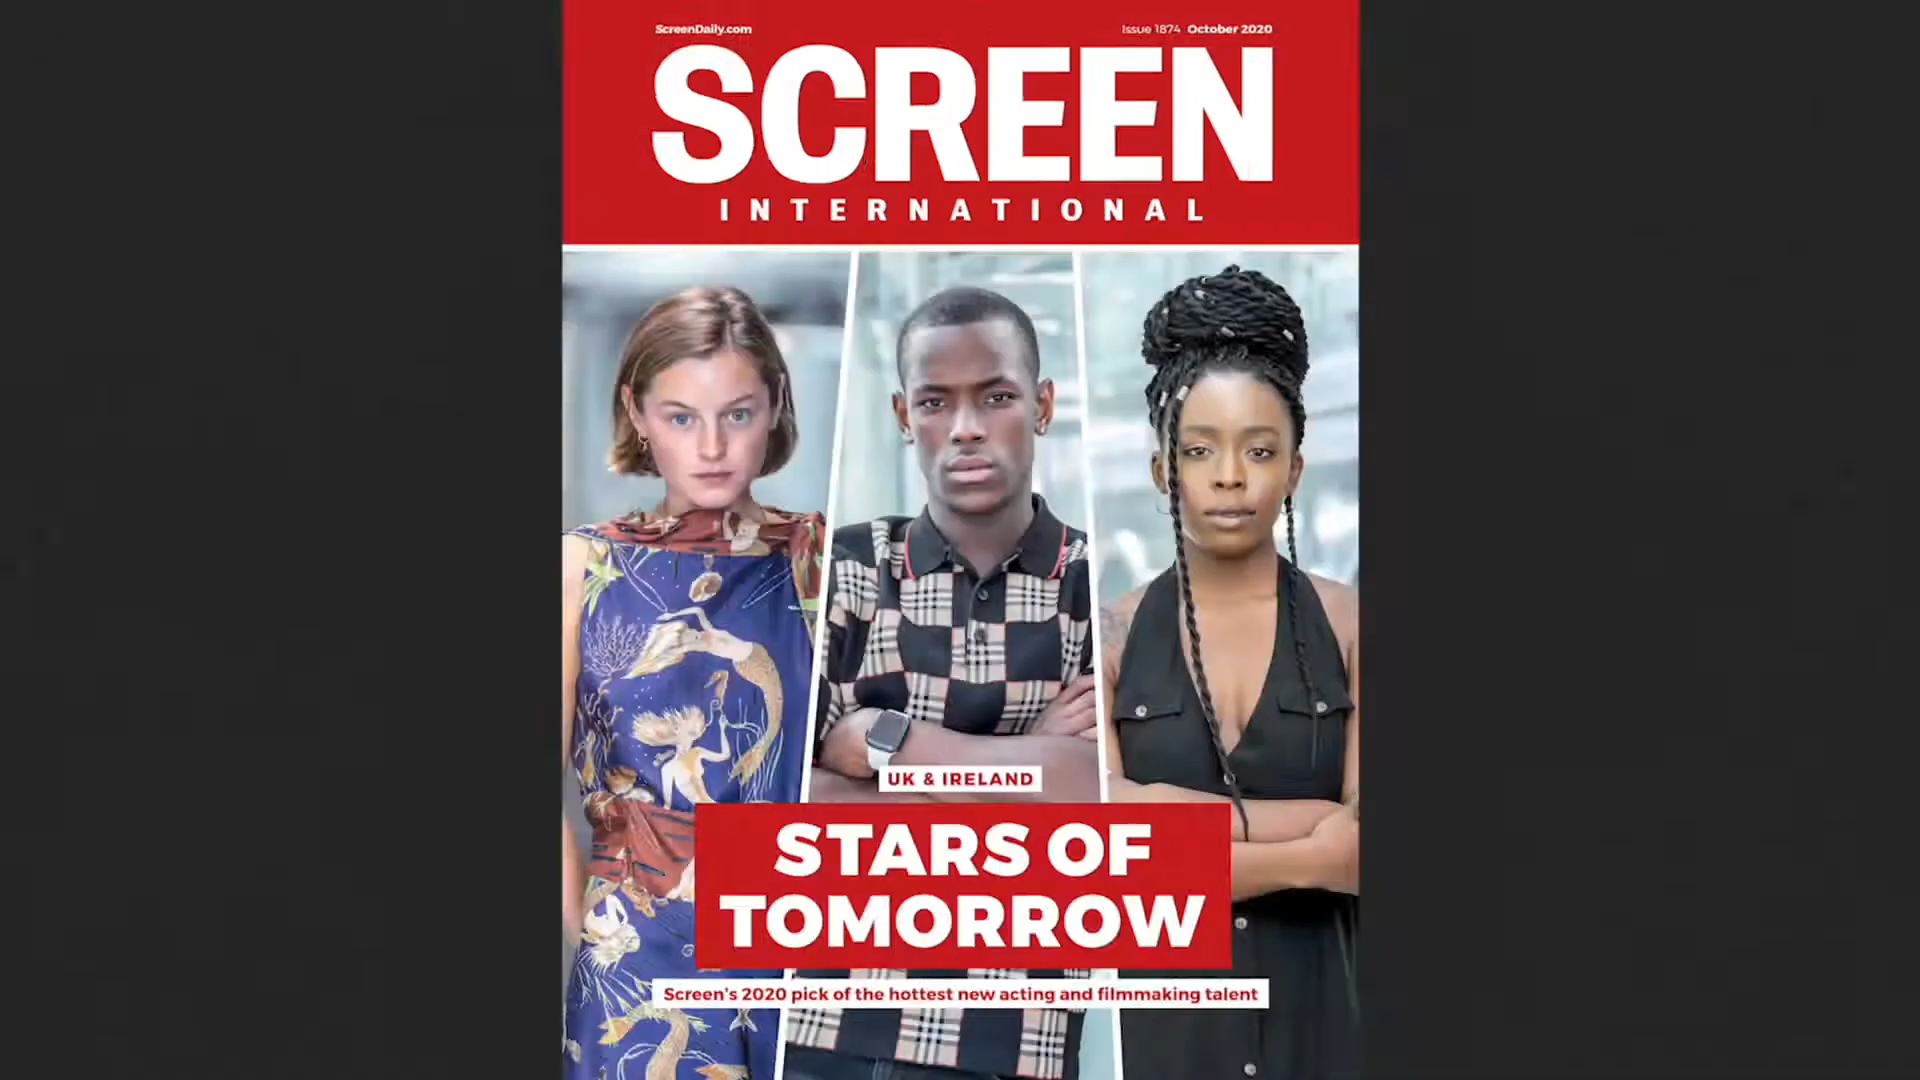 ScreenDaily.com
Issue 1874 October 2020
SCREEN
INTERNATIONAL
UK & IRELAND
STARS OF
TOMORROW
Screen's 2020 pick of the hottest new acting and filmmaking talent